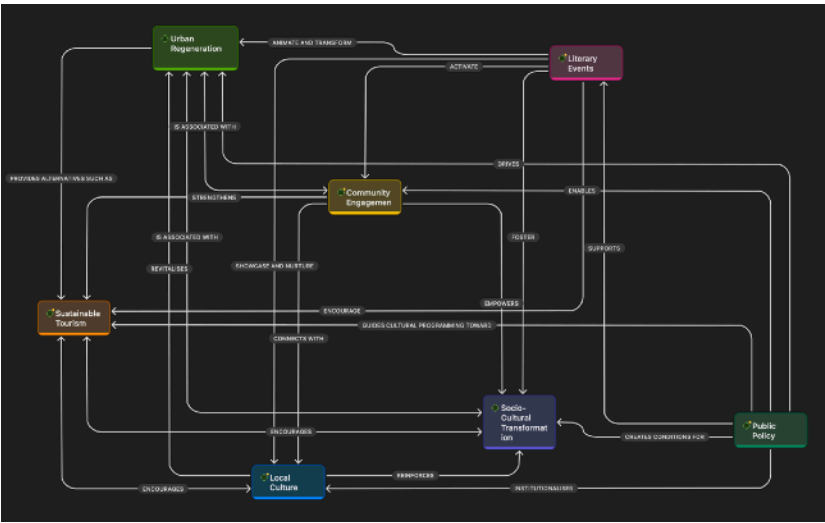 Urban
Regeneration
ANIMATE AND TRANSFORM
Literary
Events
ACTIVATE
IS ASSOCIATED WITH
DRIVES
PROVIDES ALTERNATIVES SUCH AS
Community
Engagemen
STRENGTHENS
ENABLES
IS ASSOCIATED WITH
FOSTER
SUPPORTS
REVITALISES
SHOWCASE AND NURTURE
EMPOWERS
Sustainable
Tourism
ENCOURAGE
GUIDES CULTURAL PROGRAMMING TOWARD
CONNECTS WITH
Socio-
Cultural
Transformat
ion
ENCOURAGES
Public
Policy
CREATES CONDITIONS FOR
Local
Culture
REINFORCES
ENCOURAGES
INSTITUTIONALISES